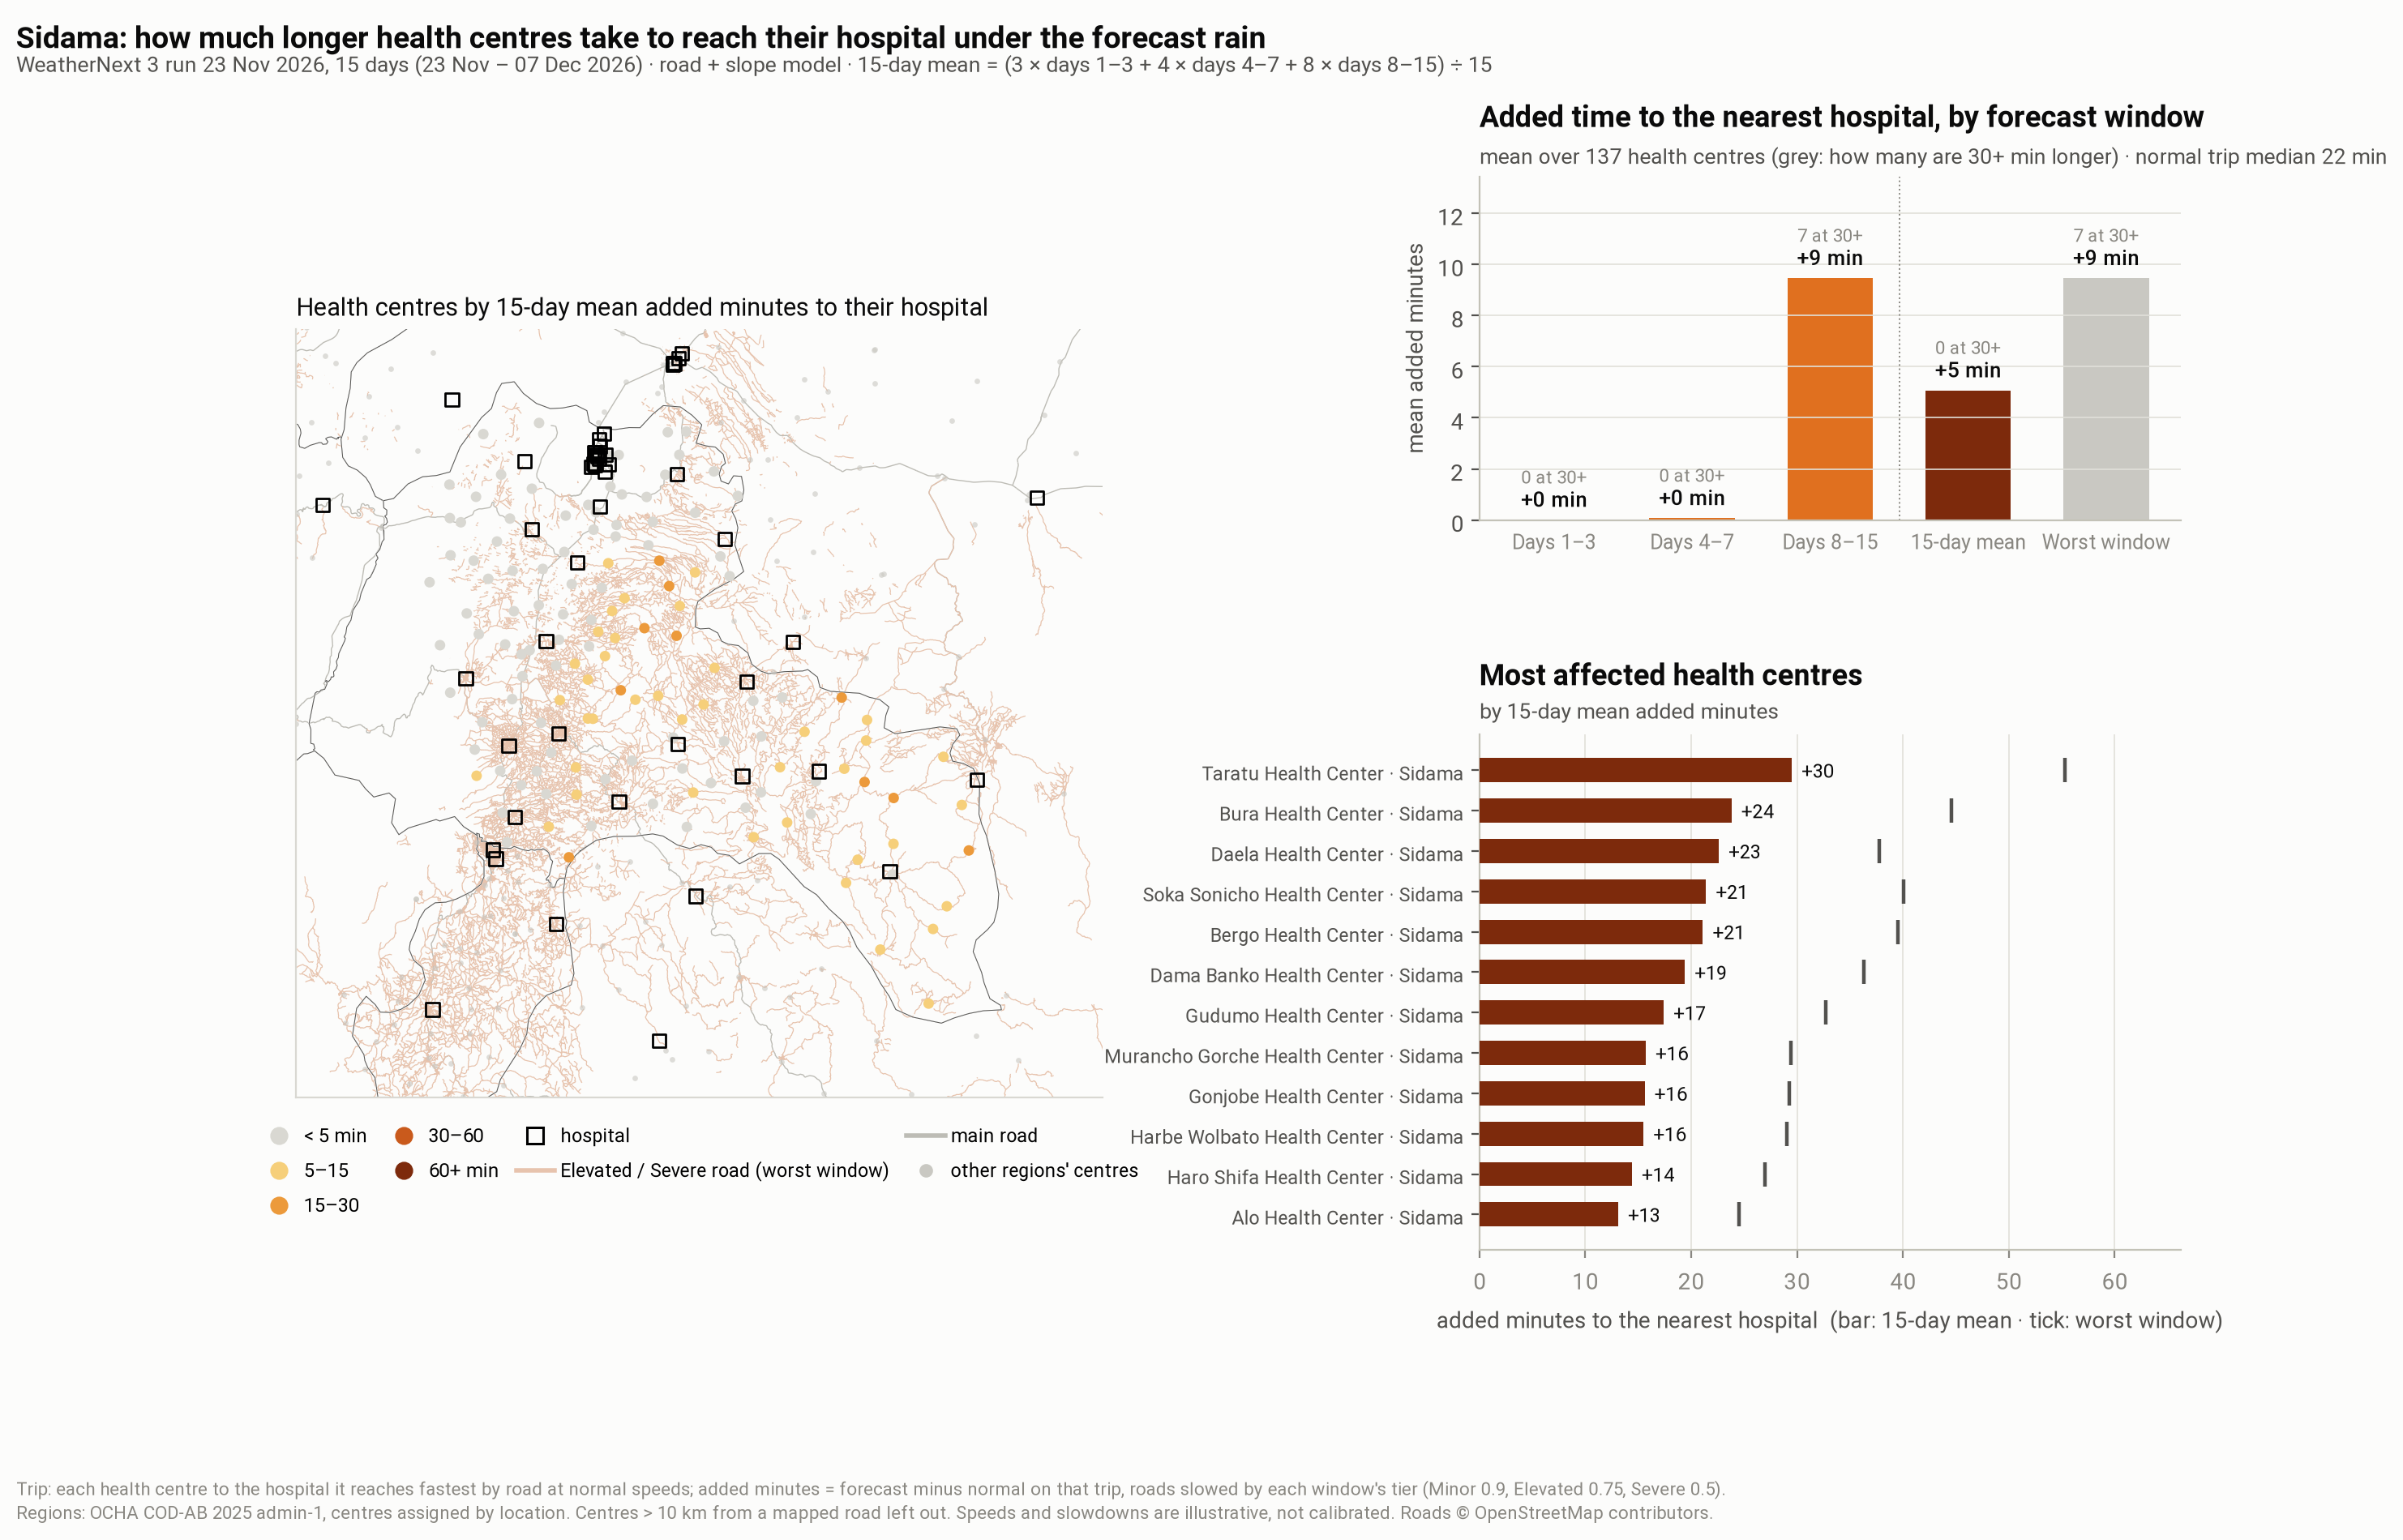 Sidama: how much longer health centres take to reach their hospital under the forecast rain
WeatherNext 3 run 23 Nov 2026, 15 days (23 Nov – 07 Dec 2026) · road + slope model · 15-day mean = (3 × days 1–3 + 4 × days 4–7 + 8 × days 8–15) ÷ 15
Health centres by 15-day mean added minutes to their hospital
< 5 min
5–15
15–30
30–60
60+ min
hospital
Elevated / Severe road (worst window)
main road
other regions' centres
Added time to the nearest hospital, by forecast window
mean over 137 health centres (grey: how many are 30+ min longer) · normal trip median 22 min
mean added minutes
12
10
8
6
4
2
0
0 at 30+
+0 min
0 at 30+
+0 min
7 at 30+
+9 min
0 at 30+
+5 min
7 at 30+
+9 min
Days 1–3
Days 4–7
Days 8–15
15-day mean
Worst window
Most affected health centres
by 15-day mean added minutes
Taratu Health Center · Sidama +30
Bura Health Center · Sidama +24
Daela Health Center · Sidama +23
Soka Sonicho Health Center · Sidama +21
Bergo Health Center · Sidama +21
Dama Banko Health Center · Sidama +19
Gudumo Health Center · Sidama +17
Murancho Gorche Health Center · Sidama +16
Gonjobe Health Center · Sidama +16
Harbe Wolbato Health Center · Sidama +16
Haro Shifa Health Center · Sidama +14
Alo Health Center · Sidama +13
0 10 20 30 40 50 60
added minutes to the nearest hospital (bar: 15-day mean · tick: worst window)
Trip: each health centre to the hospital it reaches fastest by road at normal speeds; added minutes = forecast minus normal on that trip, roads slowed by each window's tier (Minor 0.9, Elevated 0.75, Severe 0.5).
Regions: OCHA COD-AB 2025 admin-1, centres assigned by location. Centres > 10 km from a mapped road left out. Speeds and slowdowns are illustrative, not calibrated. Roads © OpenStreetMap contributors.